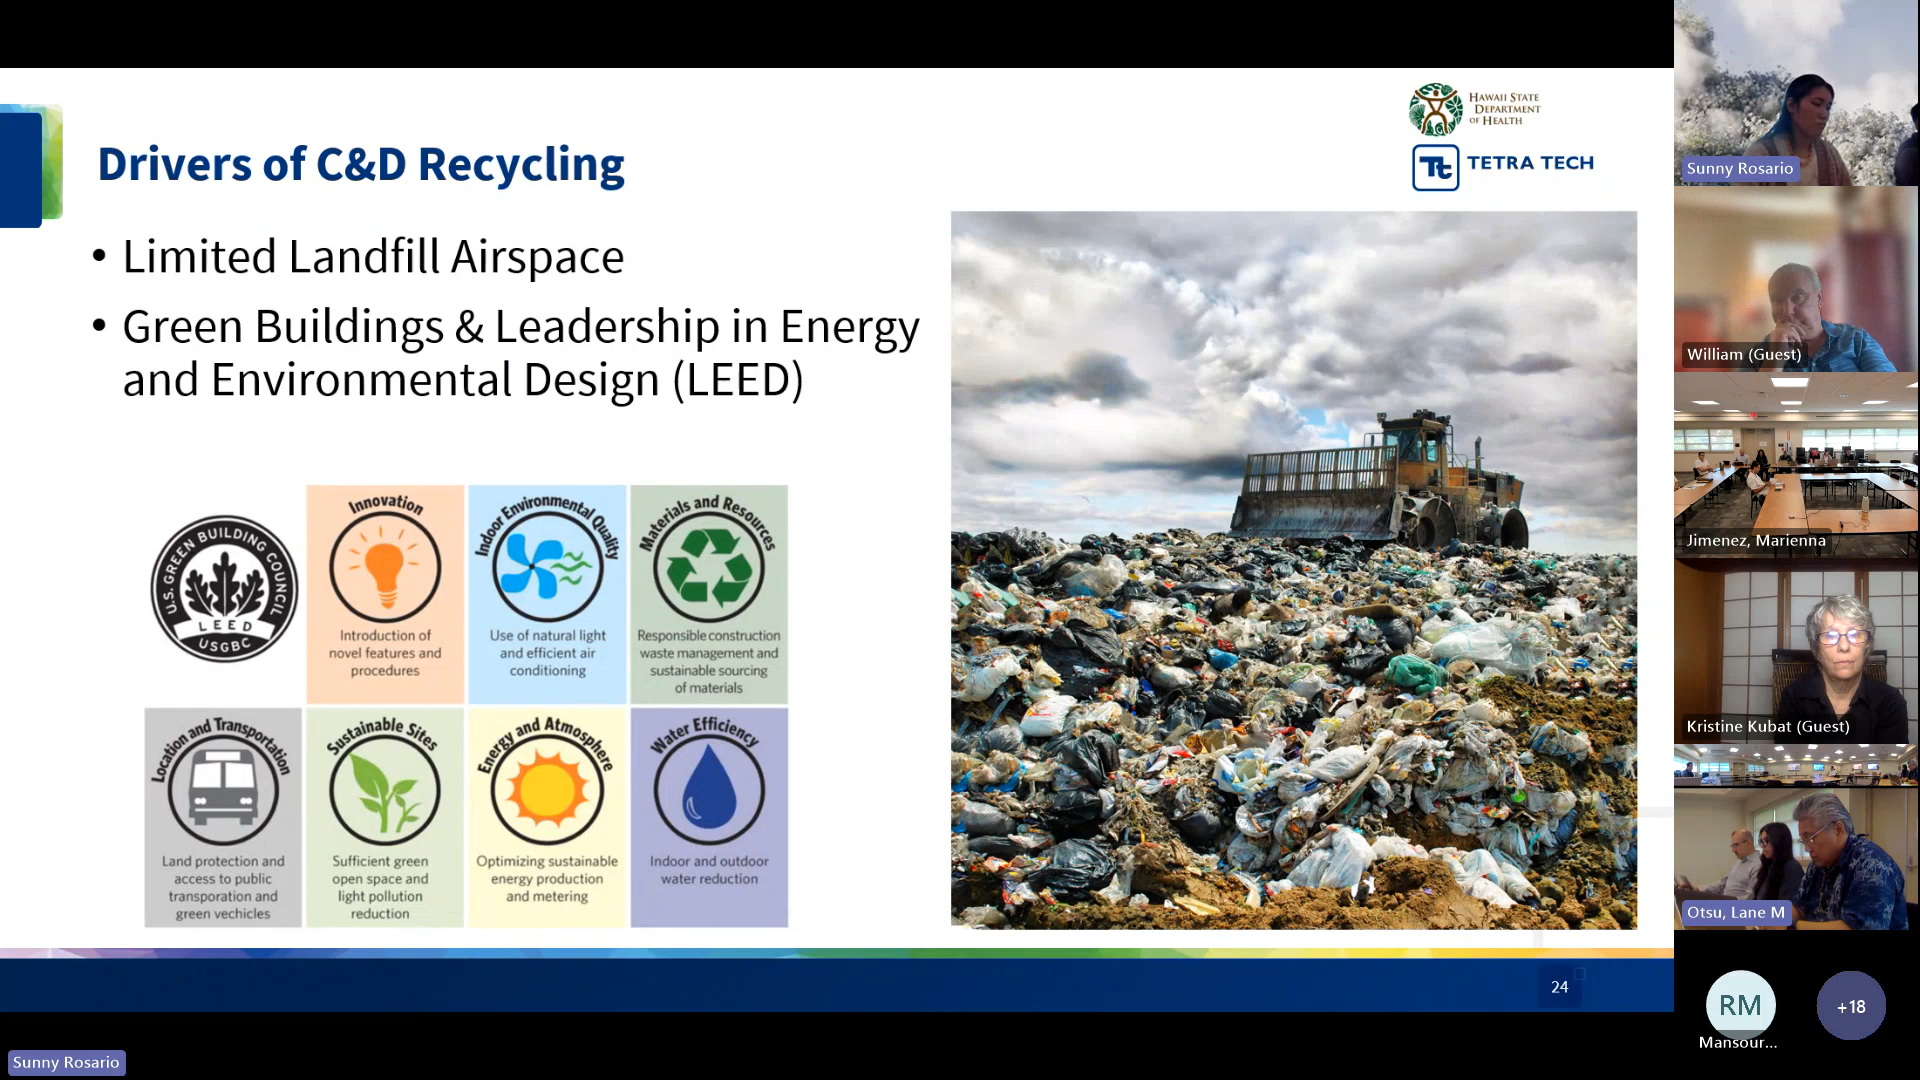 HAWAII STATE
DEPARTMENT
OF HEALTH
Tt TETRA TECH
Drivers of C&D Recycling
• Limited Landfill Airspace
• Green Buildings & Leadership in Energy
and Environmental Design (LEED)
U.S. GREEN BUILDING COUNCIL
LEED
USGBC
Innovation
Introduction of
novel features and
procedures
Indoor Environmental Quality
Use of natural light
and efficient air
conditioning
Materials and Resources
Responsible construction
waste management and
sustainable sourcing
of materials
Location and Transportation
Land protection and
access to public
transporation and
green vechicles
Sustainable Sites
Sufficient green
open space and
light pollution
reduction
Energy and Atmosphere
Optimizing sustainable
energy production
and metering
Water Efficiency
Indoor and outdoor
water reduction
24
Sunny Rosario
Sunny Rosario
William (Guest)
Jimenez, Marienna
Kristine Kubat (Guest)
Otsu, Lane M
RM
Mansour...
+18